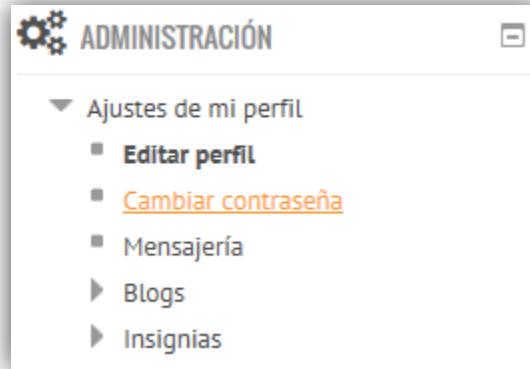 ADMINISTRACIÓN
Ajustes de mi perfil
Editar perfil
Cambiar contraseña
Mensajería
Blogs
Insignias